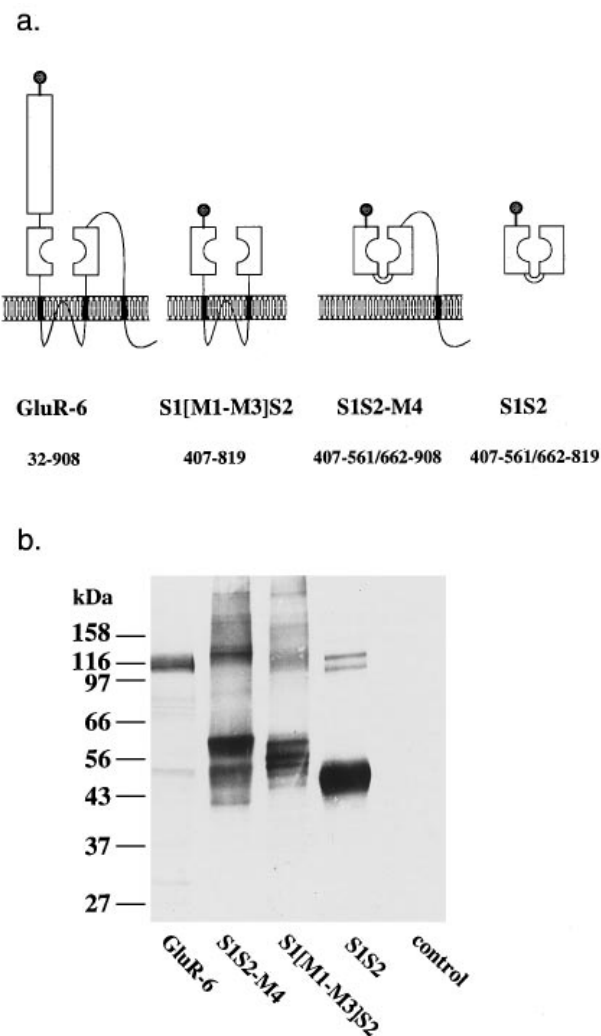 a.
GluR-6 S1[M1-M3]S2 S1S2-M4 S1S2
32-908 407-819 407-561/662-908 407-561/662-819
b.
kDa
158
116
97
66
56
43
37
27
GluR-6 S1S2-M4 S1[M1-M3]S2 S1S2 control